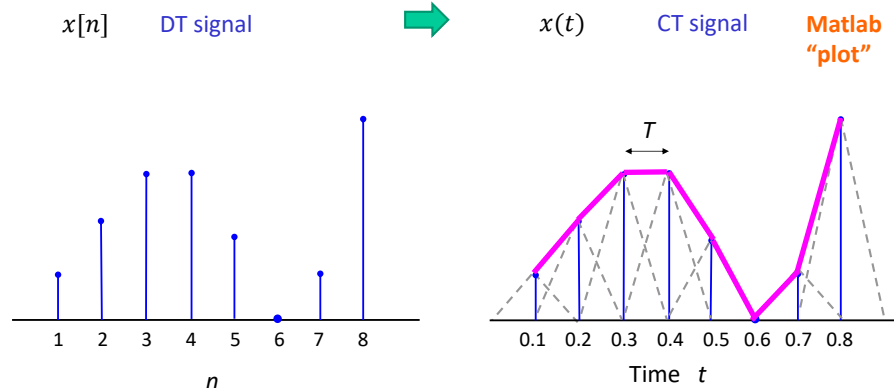 x[n] DT signal x(t) CT signal Matlab
"plot"
T
1 2 3 4 5 6 7 8 0.1 0.2 0.3 0.4 0.5 0.6 0.7 0.8
n Time t